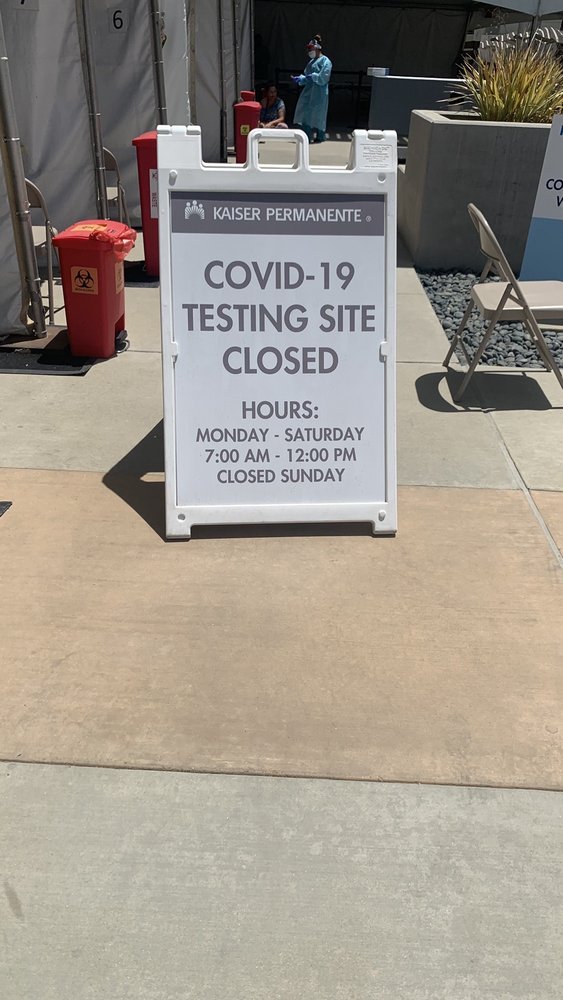 6
KAISER PERMANENTE ®
COVID-19
TESTING SITE
CLOSED
HOURS:
MONDAY - SATURDAY
7:00 AM - 12:00 PM
CLOSED SUNDAY